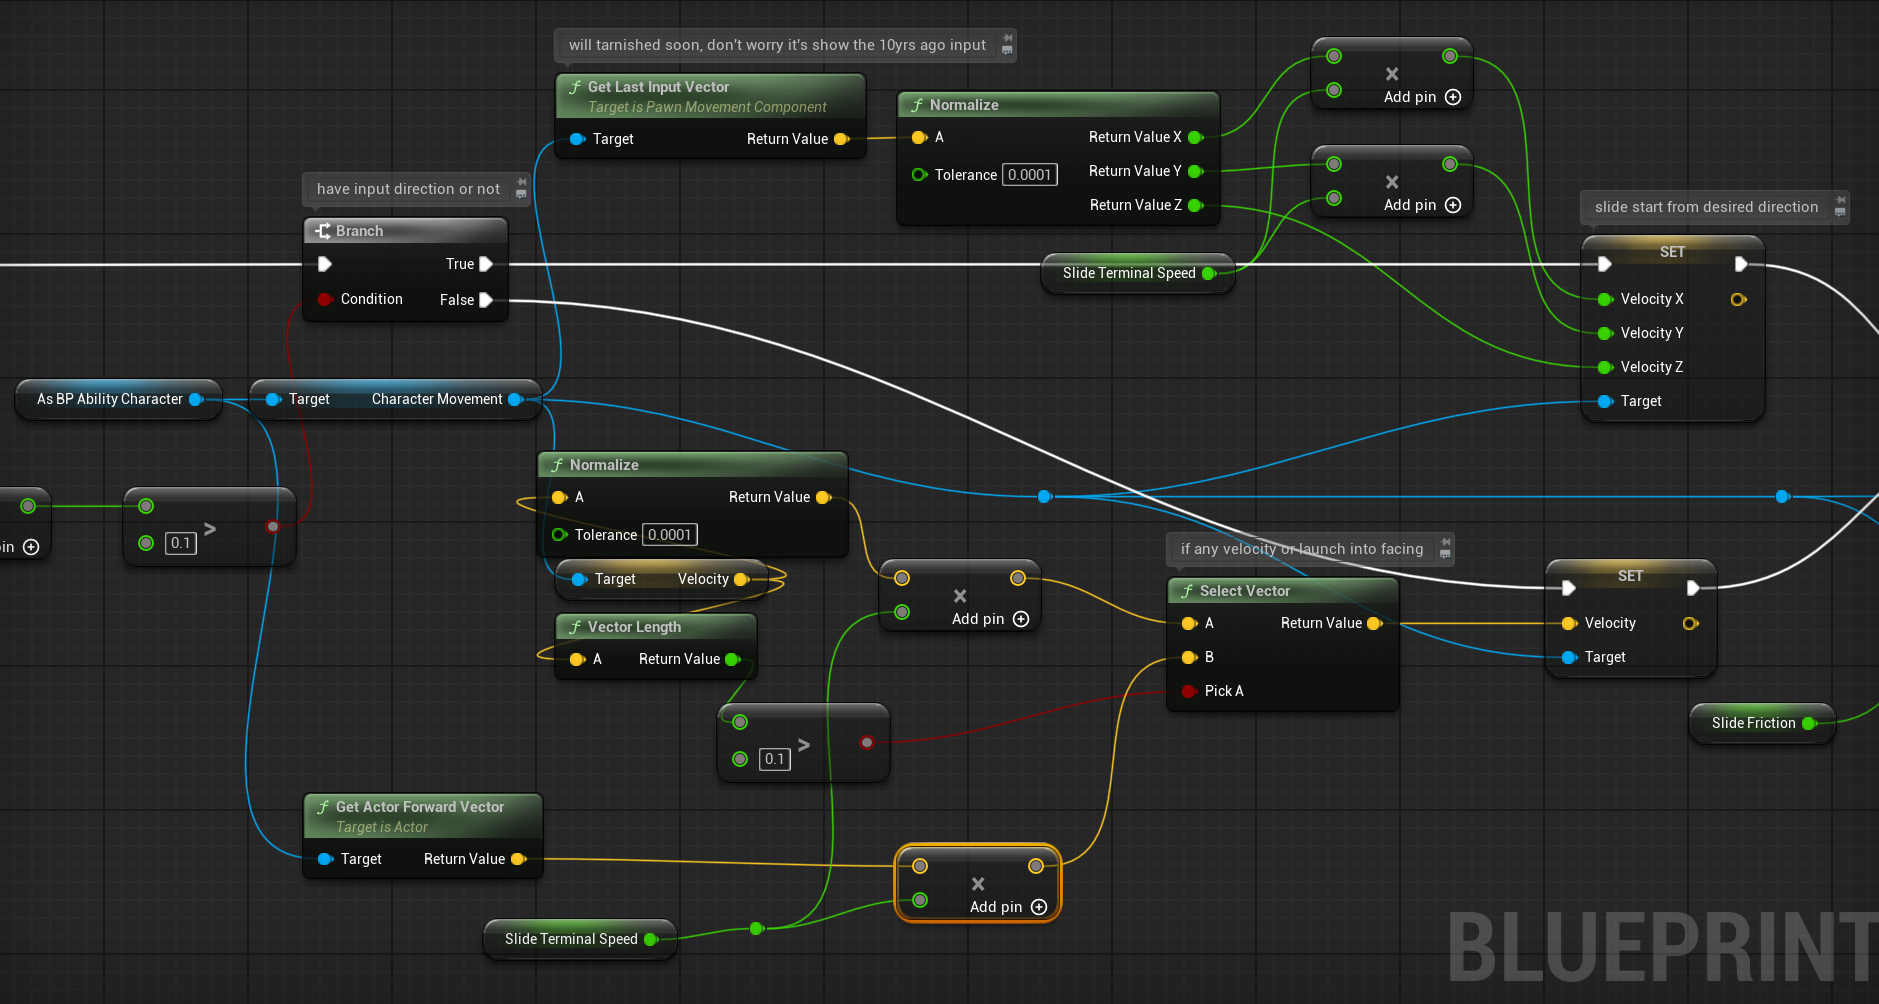 will tarnished soon, don't worry it's show the 10yrs ago input
Get Last Input Vector
Target is Pawn Movement Component
Target
Return Value
Normalize
A
Return Value X
Tolerance
0.0001
Return Value Y
Return Value Z
Add pin
Add pin
have input direction or not
Branch
True
Condition
False
Slide Terminal Speed
slide start from desired direction
SET
Velocity X
Velocity Y
Velocity Z
Target
As BP Ability Character
Target
Character Movement
Normalize
A
Return Value
Tolerance
0.0001
in
0.1
>
Target
Velocity
Vector Length
A
Return Value
Add pin
if any velocity or launch into facing
Select Vector
A
Return Value
B
Pick A
SET
Velocity
Target
Slide Friction
0.1
>
Get Actor Forward Vector
Target is Actor
Target
Return Value
Add pin
Slide Terminal Speed
BLUEPRINT